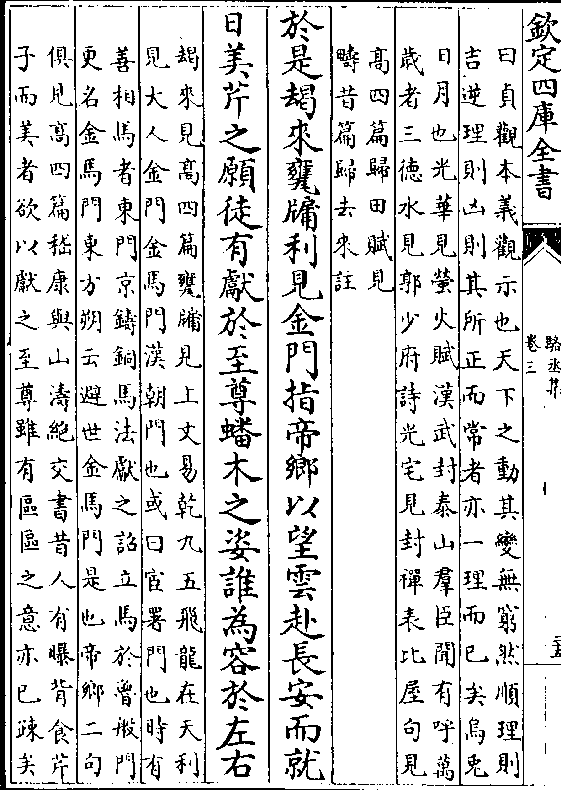 欽定四庫全書
駱丞集
卷三
二五
曰貞觀本義觀示也天下之動其變無窮然順理則
吉逆理則凶則其所正而常者亦一理而已矣烏兎
日月也光華見螢火賦漢武封泰山羣臣聞有呼萬
歲者三德水見郭少府詩光宅見封禪表比屋句見
髙四篇歸田賦見
疇昔篇歸去來註
於是朅來甕牖利見金門指帝鄉以望雲赴長安而就
日美芹之願徒有獻於至尊蟠木之姿誰為容於左右
朅來見髙四篇甕牖見上文易乾九五飛龍在天利
見大人金門金馬門漢朝門也或曰宦署門也時有
善相馬者東門京鑄銅馬法獻之詔立馬於魯般門
更名金馬門東方朔云避世金馬門是也帝鄉二句
俱見髙四篇嵇康與山濤絶交書昔人有曝背食芹
子而美者欲以獻之至尊雖有區區之意亦已疎矣